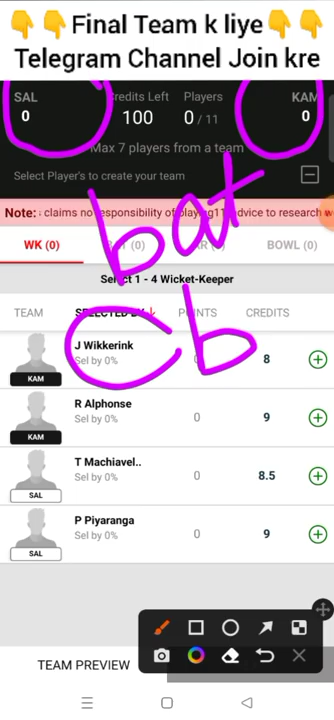 👇👇Final Team k liye👇👇
Telegram Channel Join kre
SAL Credits Left Players KAM
0 100 0 / 11 0
Max 7 players from a team
Select Player's to create your team
Note: claims no responsibility of playing11 advice to research
WK (0) (0) BOWL (0)
bat
Select 1 - 4 Wicket-Keeper
TEAM SELECTED BY↓ POINTS CREDITS
b
J Wikkerink
Sel by 0% 8
KAM
R Alphonse
Sel by 0% 0 9
KAM
T Machiavel..
Sel by 0% 0 8.5
SAL
P Piyaranga
Sel by 0% 0 9
SAL
TEAM PREVIEW